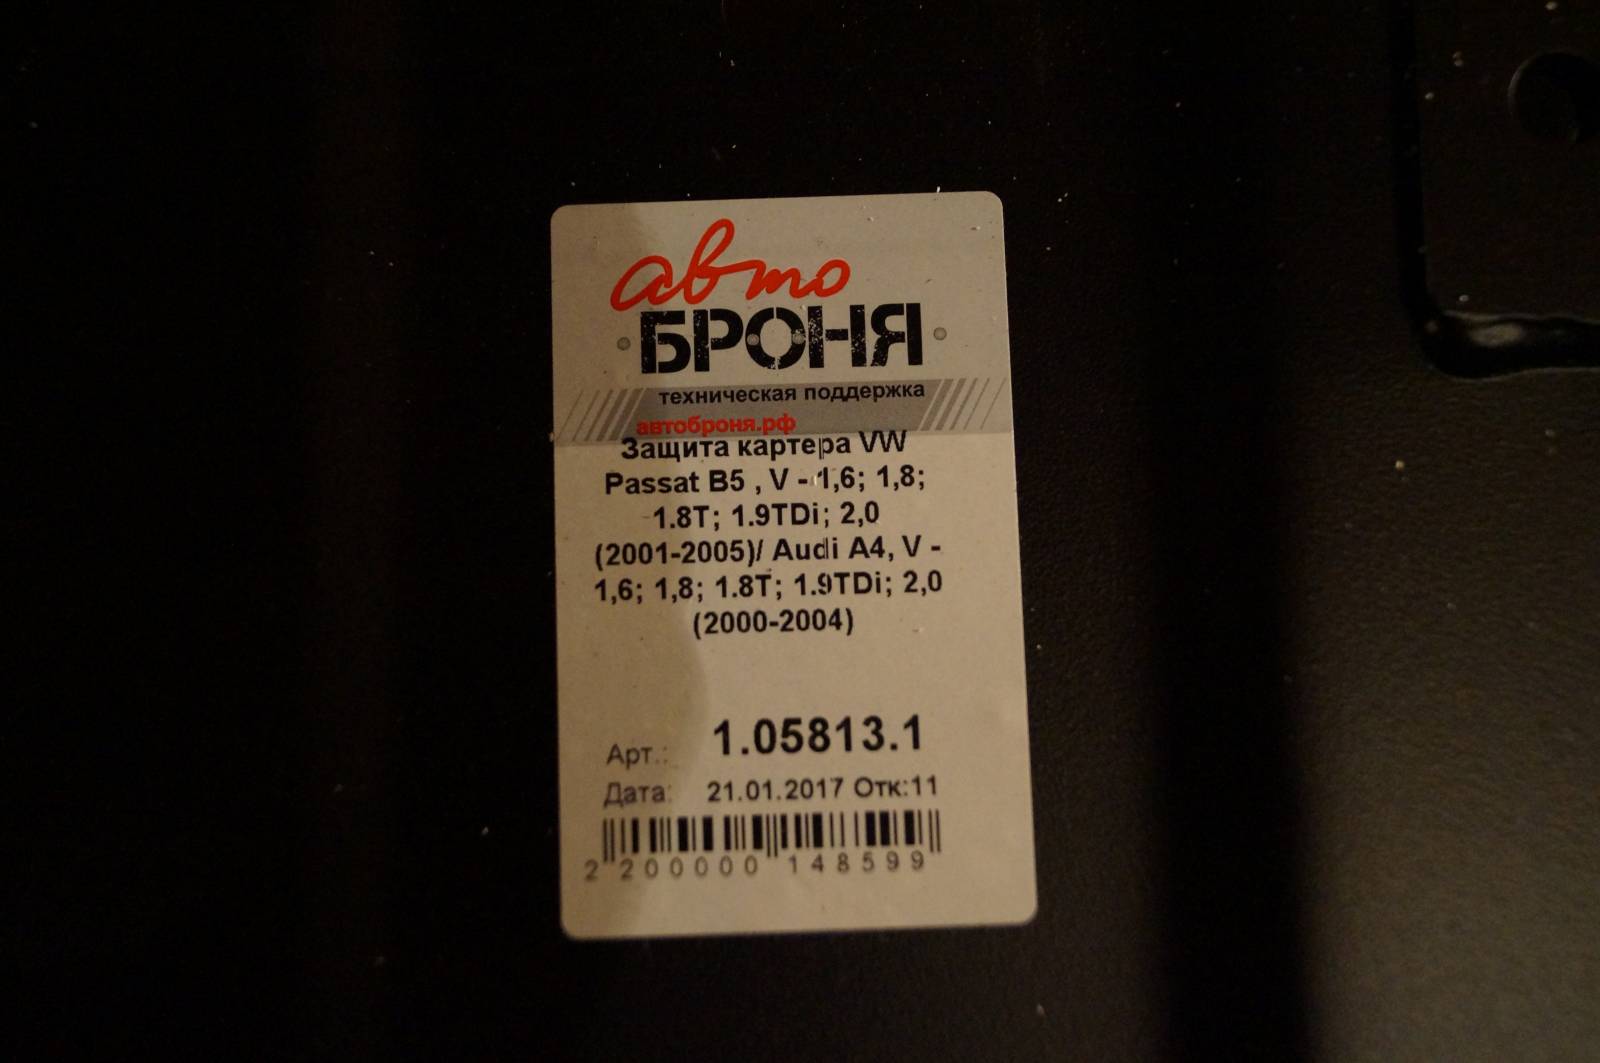 авто
БРОНЯ
техническая поддержка
автоброня.рф
Защита картера VW
Passat B5 , V - 1,6; 1,8;
1.8T; 1.9TDi; 2,0
(2001-2005)/ Audi A4, V -
1,6; 1,8; 1.8T; 1.9TDi; 2,0
(2000-2004)
Арт.: 1.05813.1
Дата: 21.01.2017 Отк:11
2 200000 148599